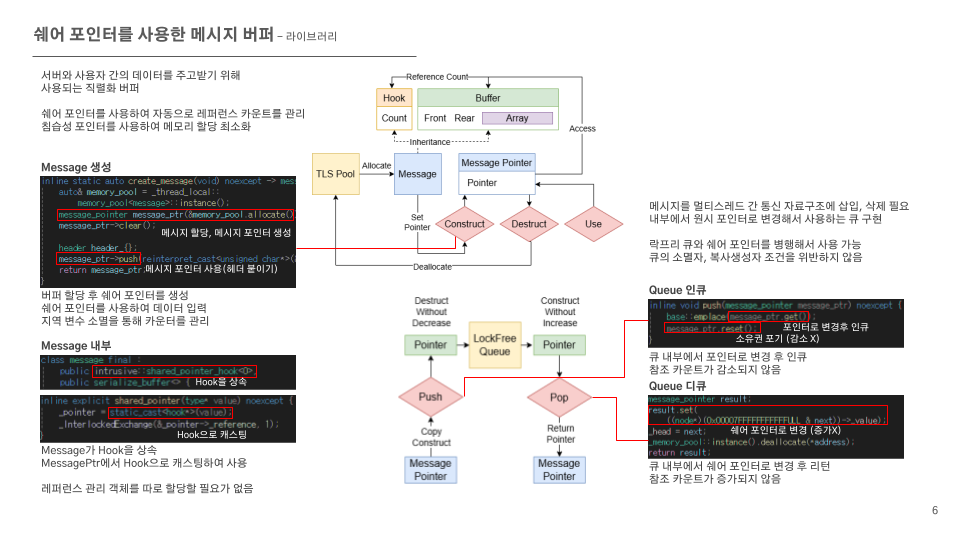 쉐어 포인터를 사용한 메시지 버퍼 – 라이브러리
서버와 사용자 간의 데이터를 주고받기 위해
사용되는 직렬화 버퍼
쉐어 포인터를 사용하여 자동으로 레퍼런스 카운트를 관리
침습성 포인터를 사용하여 메모리 할당 최소화
Message 생성
inline static auto create_message(void) noexcept -> mes
auto& memory_pool = _thread_local::
memory_pool<message>::instance();
message_pointer message_ptr(&memory_pool.allocate()
message_ptr->clear();
메시지 할당, 메시지 포인터 생성
header header_{};
message_ptr->push(reinterpret_cast<unsigned char*>(&
return message_ptr;
메시지 포인터 사용(헤더 붙이기)
}
버퍼 할당 후 쉐어 포인터를 생성
쉐어 포인터를 사용하여 데이터 입력
지역 변수 소멸을 통해 카운터를 관리
Message 내부
class message final :
public intrusive::shared_pointer_hook<0>,
public serialize_buffer<> {
Hook을 상속
inline explicit shared_pointer(type* value) noexcept {
_pointer = static_cast<hook*>(value);
_InterlockedExchange(&_pointer->_reference, 1);
}
Hook으로 캐스팅
Message가 Hook을 상속
MessagePtr에서 Hook으로 캐스팅하여 사용
레퍼런스 관리 객체를 따로 할당할 필요가 없음
Reference Count
Hook
Count
Buffer
Front Rear Array
Access
Inheritance
TLS Pool
Allocate
Message
Message Pointer
Pointer
Set
Pointer
Construct
Destruct
Use
Deallocate
Destruct
Without
Decrease
Construct
Without
Increase
Pointer
LockFree
Queue
Pointer
Push
Pop
Copy
Construct
Return
Pointer
Message
Pointer
Message
Pointer
메시지를 멀티스레드 간 통신 자료구조에 삽입, 삭제 필요
내부에서 원시 포인터로 변경해서 사용하는 큐 구현
락프리 큐와 쉐어 포인터를 병행해서 사용 가능
큐의 소멸자, 복사생성자 조건을 위반하지 않음
Queue 인큐
inline void push(message_pointer message_ptr) noexcept {
base::emplace(message_ptr.get());
message_ptr.reset();
포인터로 변경후 인큐
}
소유권 포기 (감소 X)
큐 내부에서 포인터로 변경 후 인큐
참조 카운트가 감소되지 않음
Queue 디큐
message_pointer result;
result.set(
쉐어 포인터로 변경 (증가X)
_head = next;
_memory_pool::instance().deallocate(*address);
return result;
큐 내부에서 쉐어 포인터로 변경 후 리턴
참조 카운트가 증가되지 않음
6